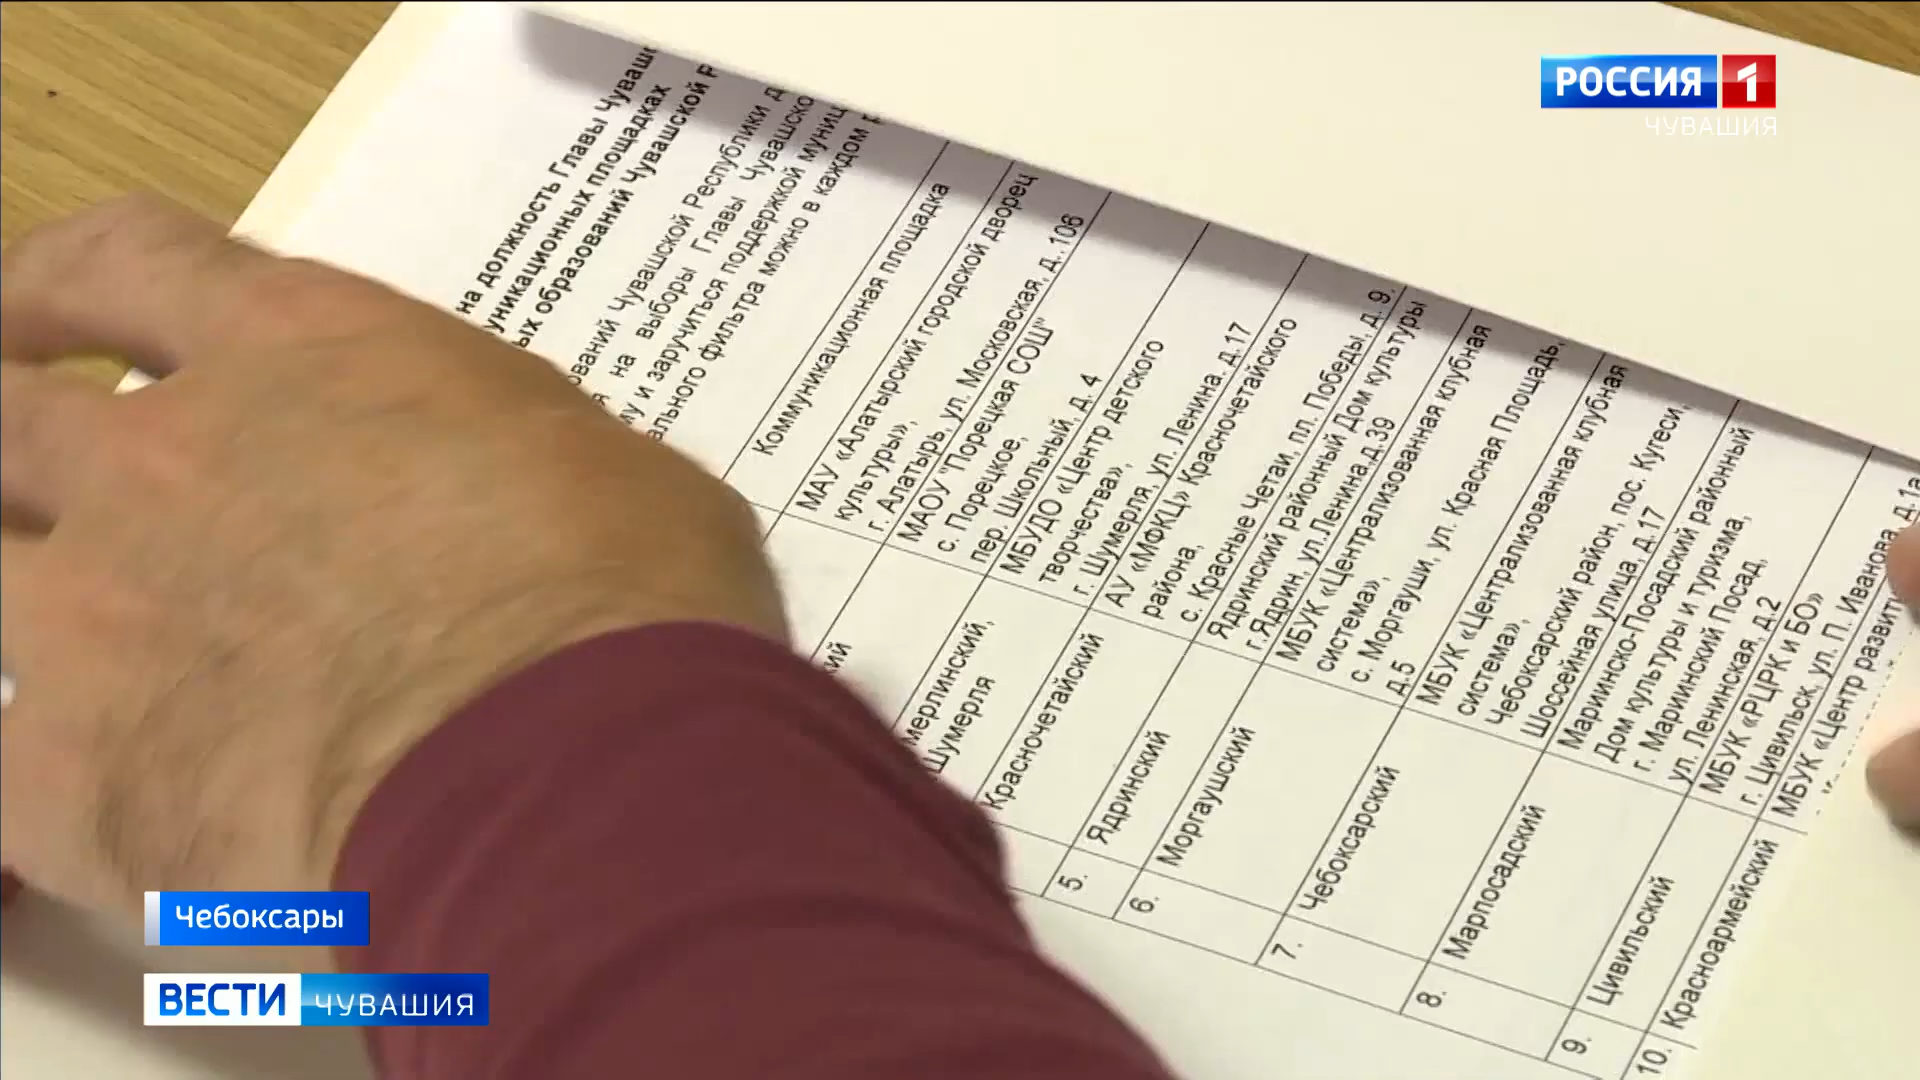 РОССИЯ 1
ЧУВАШИЯ
на должность Главы Чуваш
уникационных площадках
ых образований Чувашской Р
ований Чувашской Республики д
на выборы Главы Чувашско
му и заручиться поддержкой муниц
ального фильтра можно в каждом р
Коммуникационная площадка
МАУ «Алатырский городской дворец
культуры»,
г. Алатырь, ул. Московская, д. 106
МАОУ "Порецкая СОШ"
с. Порецкое,
пер. Школьный, д. 4
мерлинский,
Шумерля
МБУДО «Центр детского
творчества»,
г. Шумерля, ул. Ленина, д.17
Красночетайский
АУ «МФКЦ» Красночетайского
района,
с. Красные Четаи, пл. Победы, д. 9.
5. Ядринский
Ядринский районный Дом культуры
г.Ядрин, ул.Ленина,д.39
6. Моргаушский
МБУК «Централизованная клубная
система»,
с. Моргауши, ул. Красная Площадь,
д.5
7. Чебоксарский
МБУК «Централизованная клубная
система»,
Чебоксарский район, пос. Кугеси,
Шоссейная улица, д.17
8. Марпосадский
Мариинско-Посадский районный
Дом культуры и туризма,
г. Мариинский Посад,
ул. Ленинская, д.2
9. Цивильский
МБУК «РЦРК и БО»
г. Цивильск, ул. П. Иванова, д.1а
10. Красноармейский
МБУК «Центр развит
Чебоксары
ВЕСТИ ЧУВАШИЯ